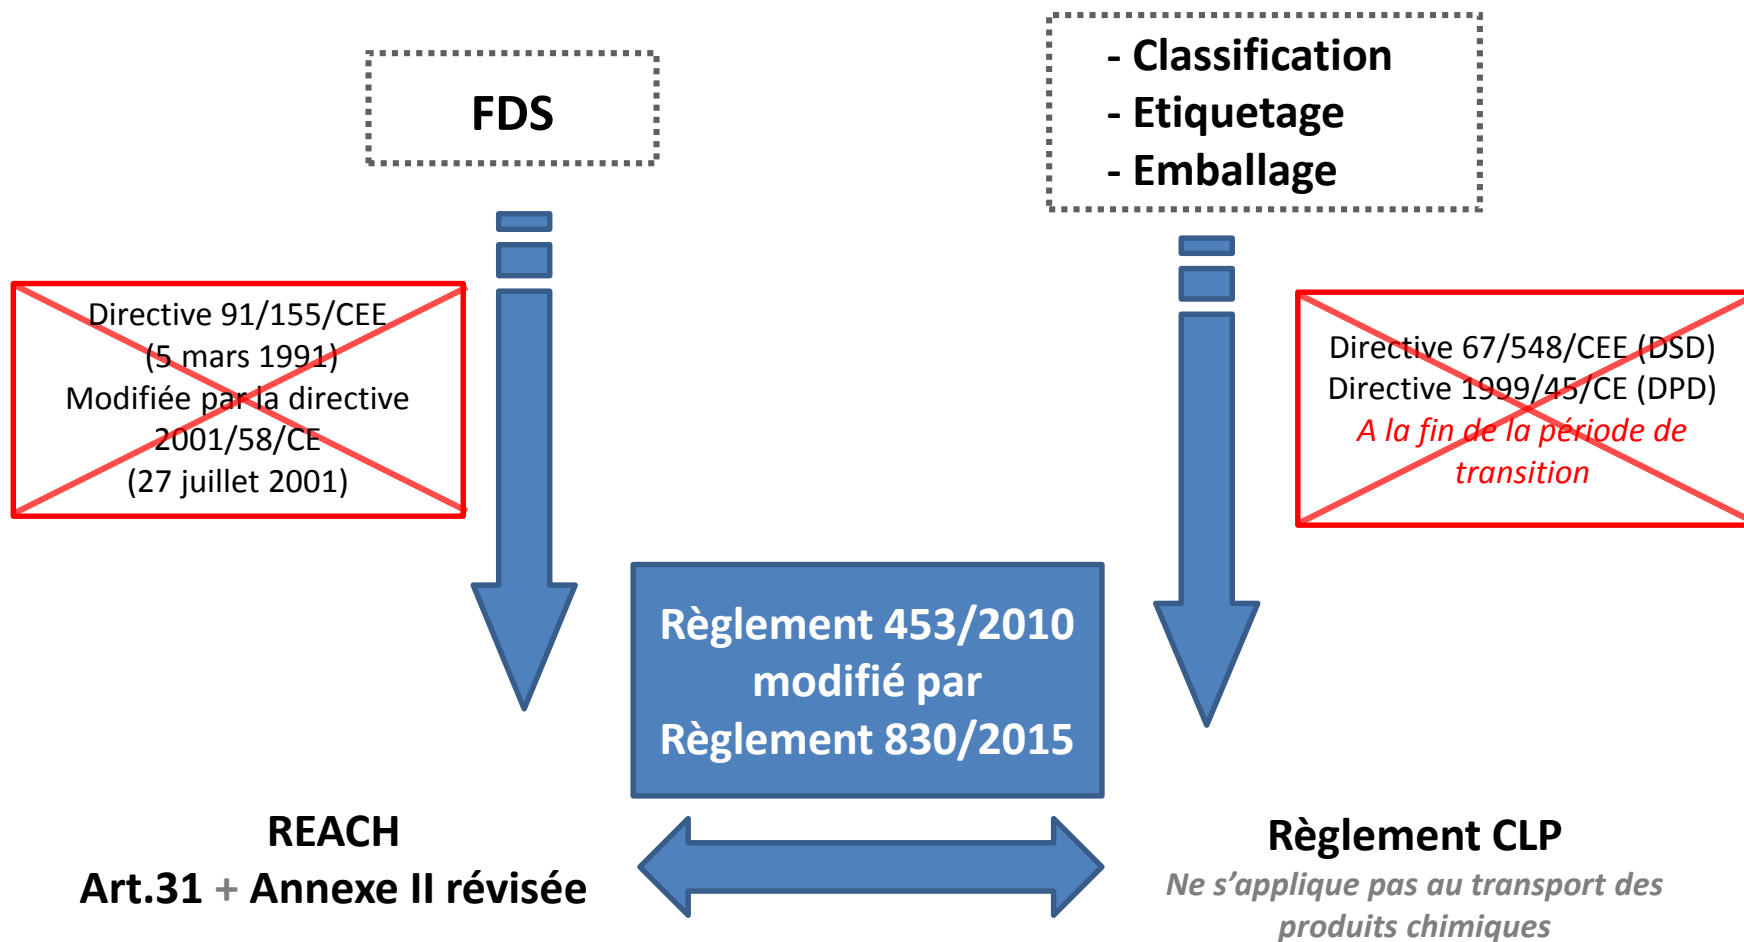 FDS
- Classification
- Etiquetage
- Emballage
Directive 91/155/CEE
(5 mars 1991)
Modifiée par la directive
2001/58/CE
(27 juillet 2001)
Directive 67/548/CEE (DSD)
Directive 1999/45/CE (DPD)
A la fin de la période de
transition
Règlement 453/2010
modifié par
Règlement 830/2015
REACH
Art.31 + Annexe II révisée
Règlement CLP
Ne s’applique pas au transport des
produits chimiques